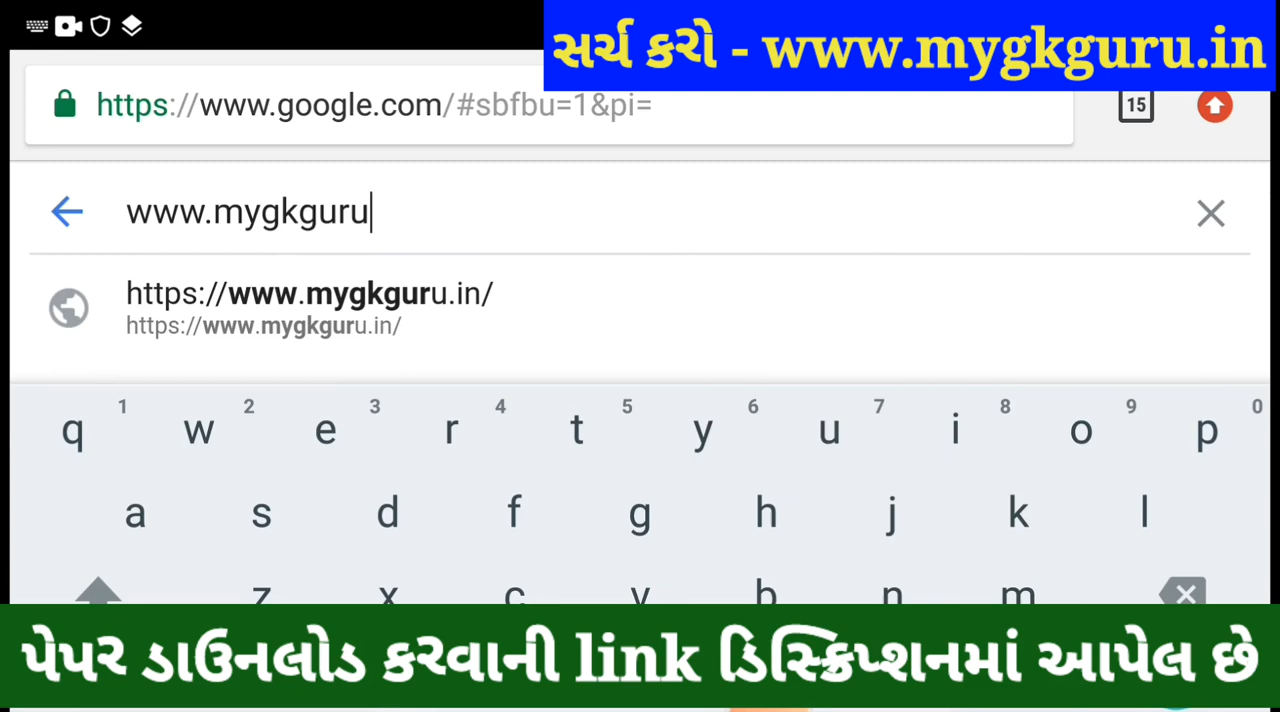 સર્ચ કરો - www.mygkguru.in
https://www.google.com/#sbfbu=1&pi=
15
www.mygkguru
https://www.mygkguru.in/
https://www.mygkguru.in/
1 2 3 4 5 6 7 8 9 0
q w e r t y u i o p
a s d f g h j k l
z x c v b n m
પેપર ડાઉનલોડ કરવાની link ડિસ્ક્રિપ્શનમાં આપેલ છે